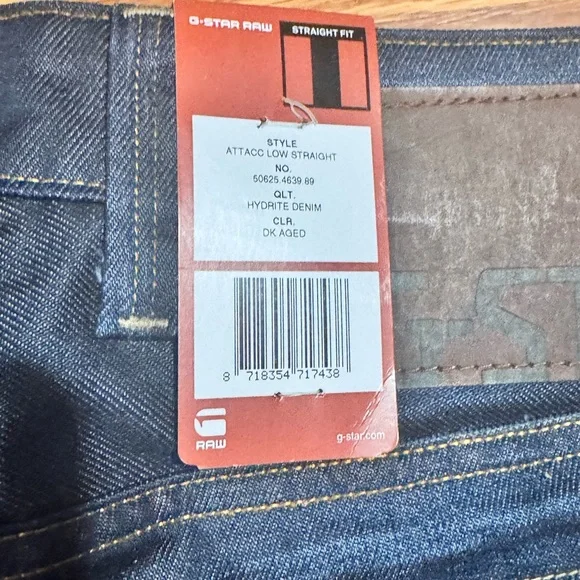 G-STAR RAW
STRAIGHT FIT
STYLE
ATTACC LOW STRAIGHT
NO.
50625.4639.89
QLT.
HYDRITE DENIM
CLR.
DK AGED
8 718354 717438
RAW
g-star.com